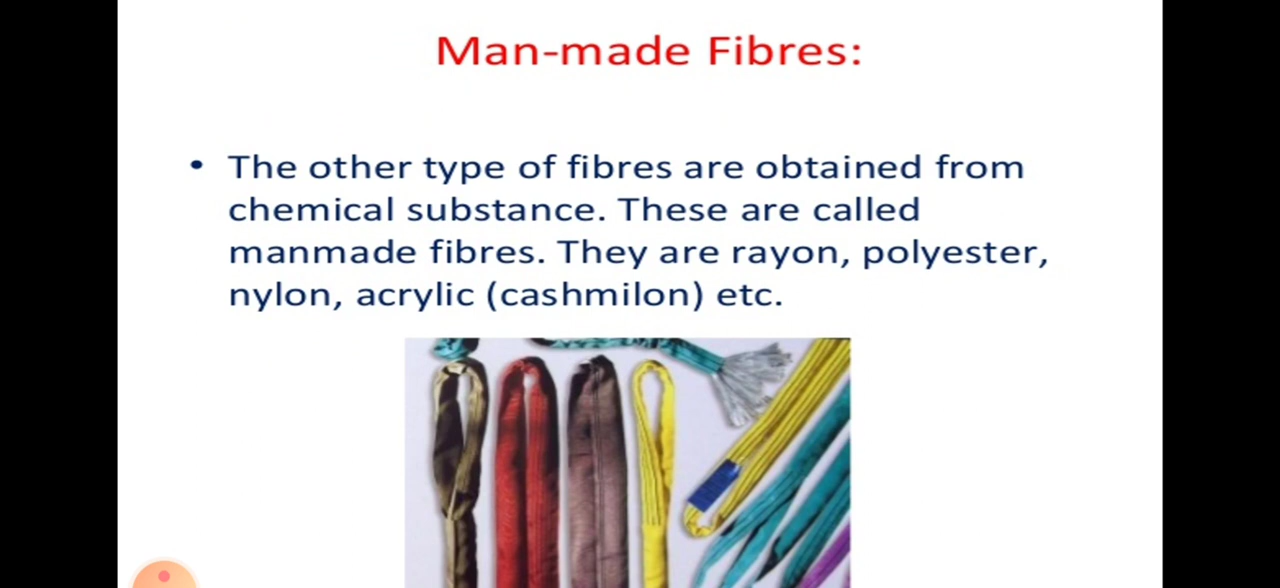 Man-made Fibres:
• The other type of fibres are obtained from
chemical substance. These are called
manmade fibres. They are rayon, polyester,
nylon, acrylic (cashmilon) etc.